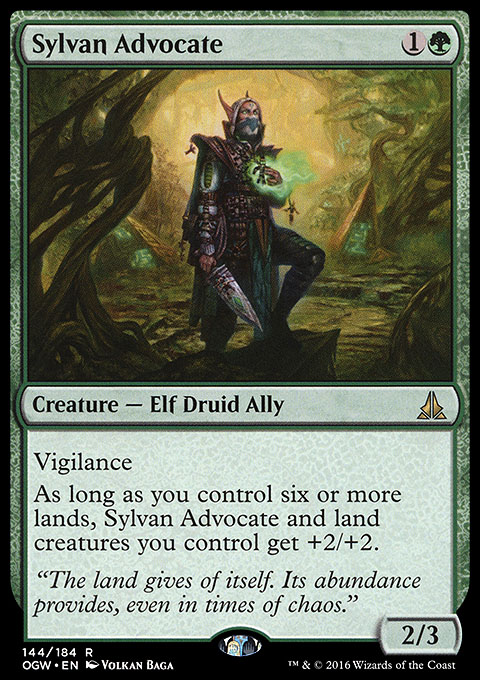 Sylvan Advocate 1
Creature — Elf Druid Ally
Vigilance
As long as you control six or more
lands, Sylvan Advocate and land
creatures you control get +2/+2.
“The land gives of itself. Its abundance
provides, even in times of chaos.”
2/3
144/184 R
OGW • EN Volkan Baga
™ & © 2016 Wizards of the Coast